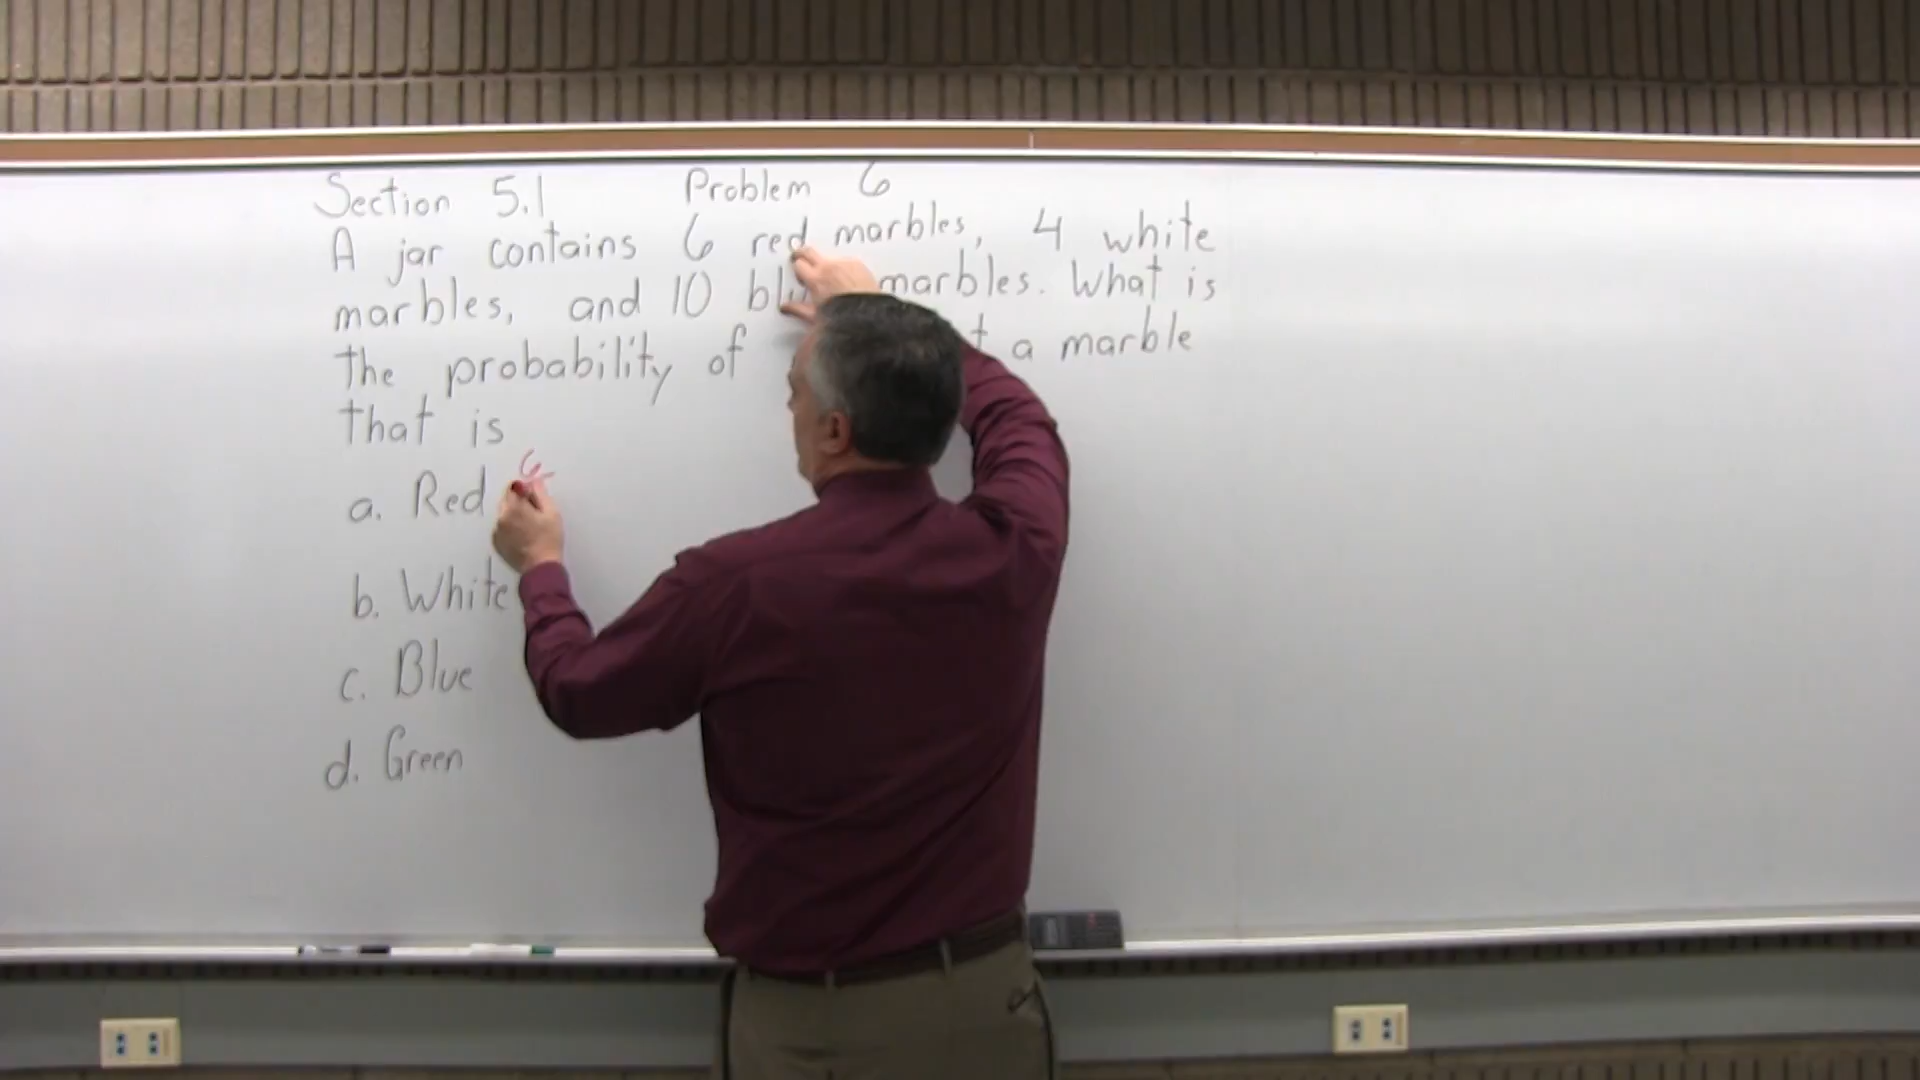 Section 5.1 Problem 6
A jar contains 6 red marbles, 4 white
marbles, and 10 marbles. What is
the probability of a marble
that is
a. Red 6
b. White
c. Blue
d. Green